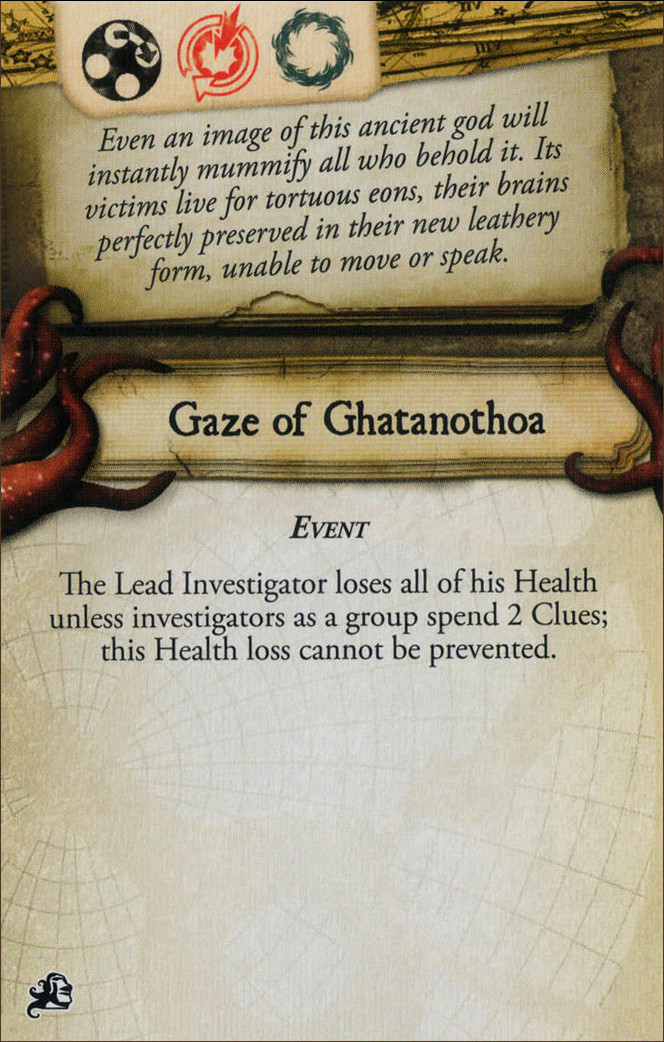 Even an image of this ancient god will
instantly mummify all who behold it. Its
victims live for tortuous eons, their brains
perfectly preserved in their new leathery
form, unable to move or speak.
Gaze of Ghatanothoa
EVENT
The Lead Investigator loses all of his Health
unless investigators as a group spend 2 Clues;
this Health loss cannot be prevented.